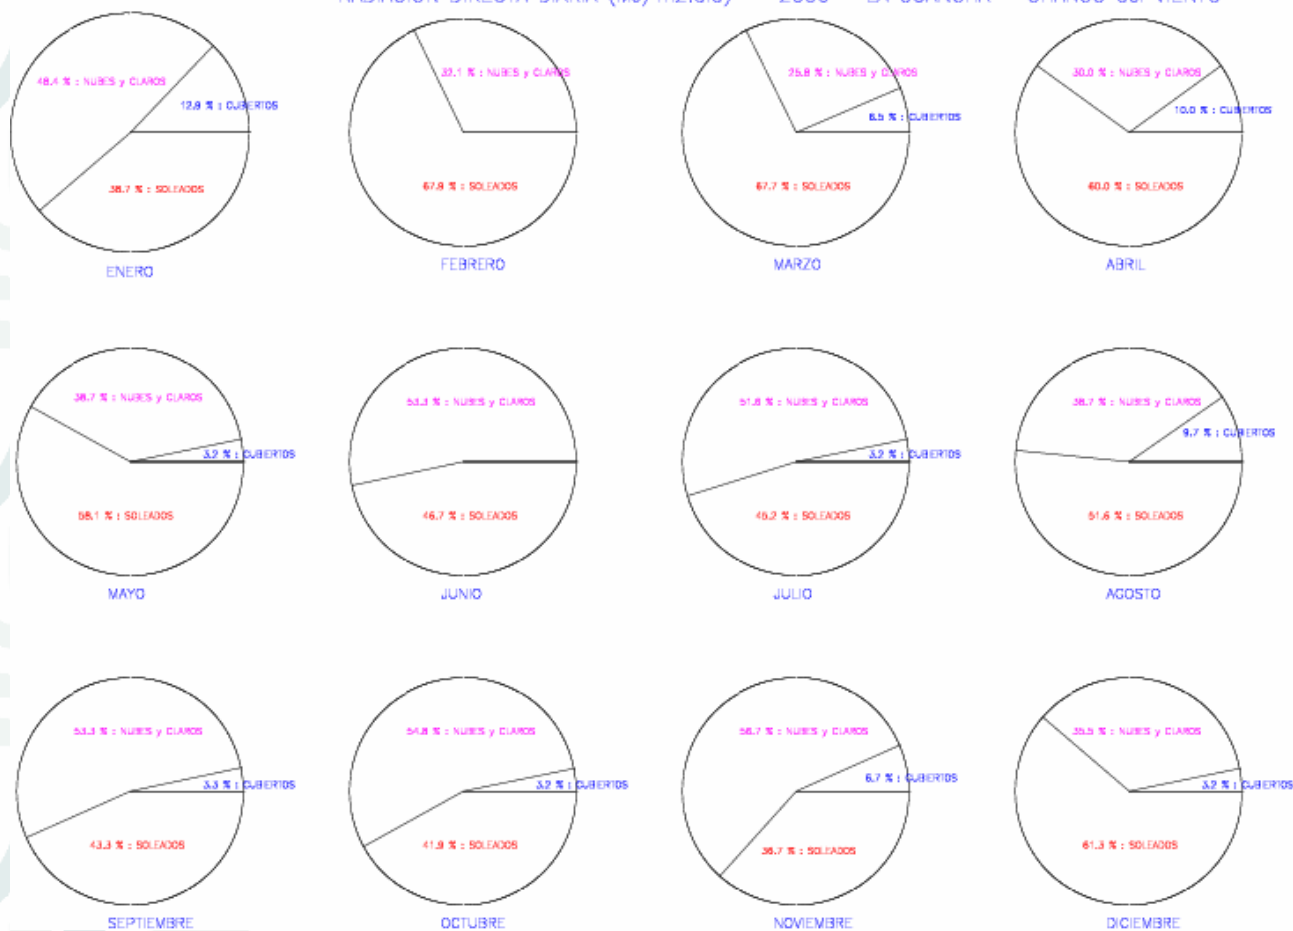 RADIACION DIRECTA DIARIA
48.4 % : NUBES y CLAROS
12.9 % : CUBIERTOS
38.7 % : SOLEADOS
ENERO
32.1 % : NUBES y CLAROS
67.9 % : SOLEADOS
FEBRERO
25.8 % : NUBES y CLAROS
6.5 % : CUBIERTOS
67.7 % : SOLEADOS
MARZO
30.0 % : NUBES y CLAROS
10.0 % : CUBIERTOS
60.0 % : SOLEADOS
ABRIL
38.7 % : NUBES y CLAROS
3.2 % : CUBIERTOS
58.1 % : SOLEADOS
MAYO
53.3 % : NUBES y CLAROS
46.7 % : SOLEADOS
JUNIO
51.6 % : NUBES y CLAROS
3.2 % : CUBIERTOS
45.2 % : SOLEADOS
JULIO
38.7 % : NUBES y CLAROS
9.7 % : CUBIERTOS
51.6 % : SOLEADOS
AGOSTO
53.3 % : NUBES y CLAROS
3.3 % : CUBIERTOS
43.3 % : SOLEADOS
SEPTIEMBRE
54.8 % : NUBES y CLAROS
3.2 % : CUBIERTOS
41.9 % : SOLEADOS
OCTUBRE
56.7 % : NUBES y CLAROS
6.7 % : CUBIERTOS
36.7 % : SOLEADOS
NOVIEMBRE
35.5 % : NUBES y CLAROS
3.2 % : CUBIERTOS
61.3 % : SOLEADOS
DICIEMBRE